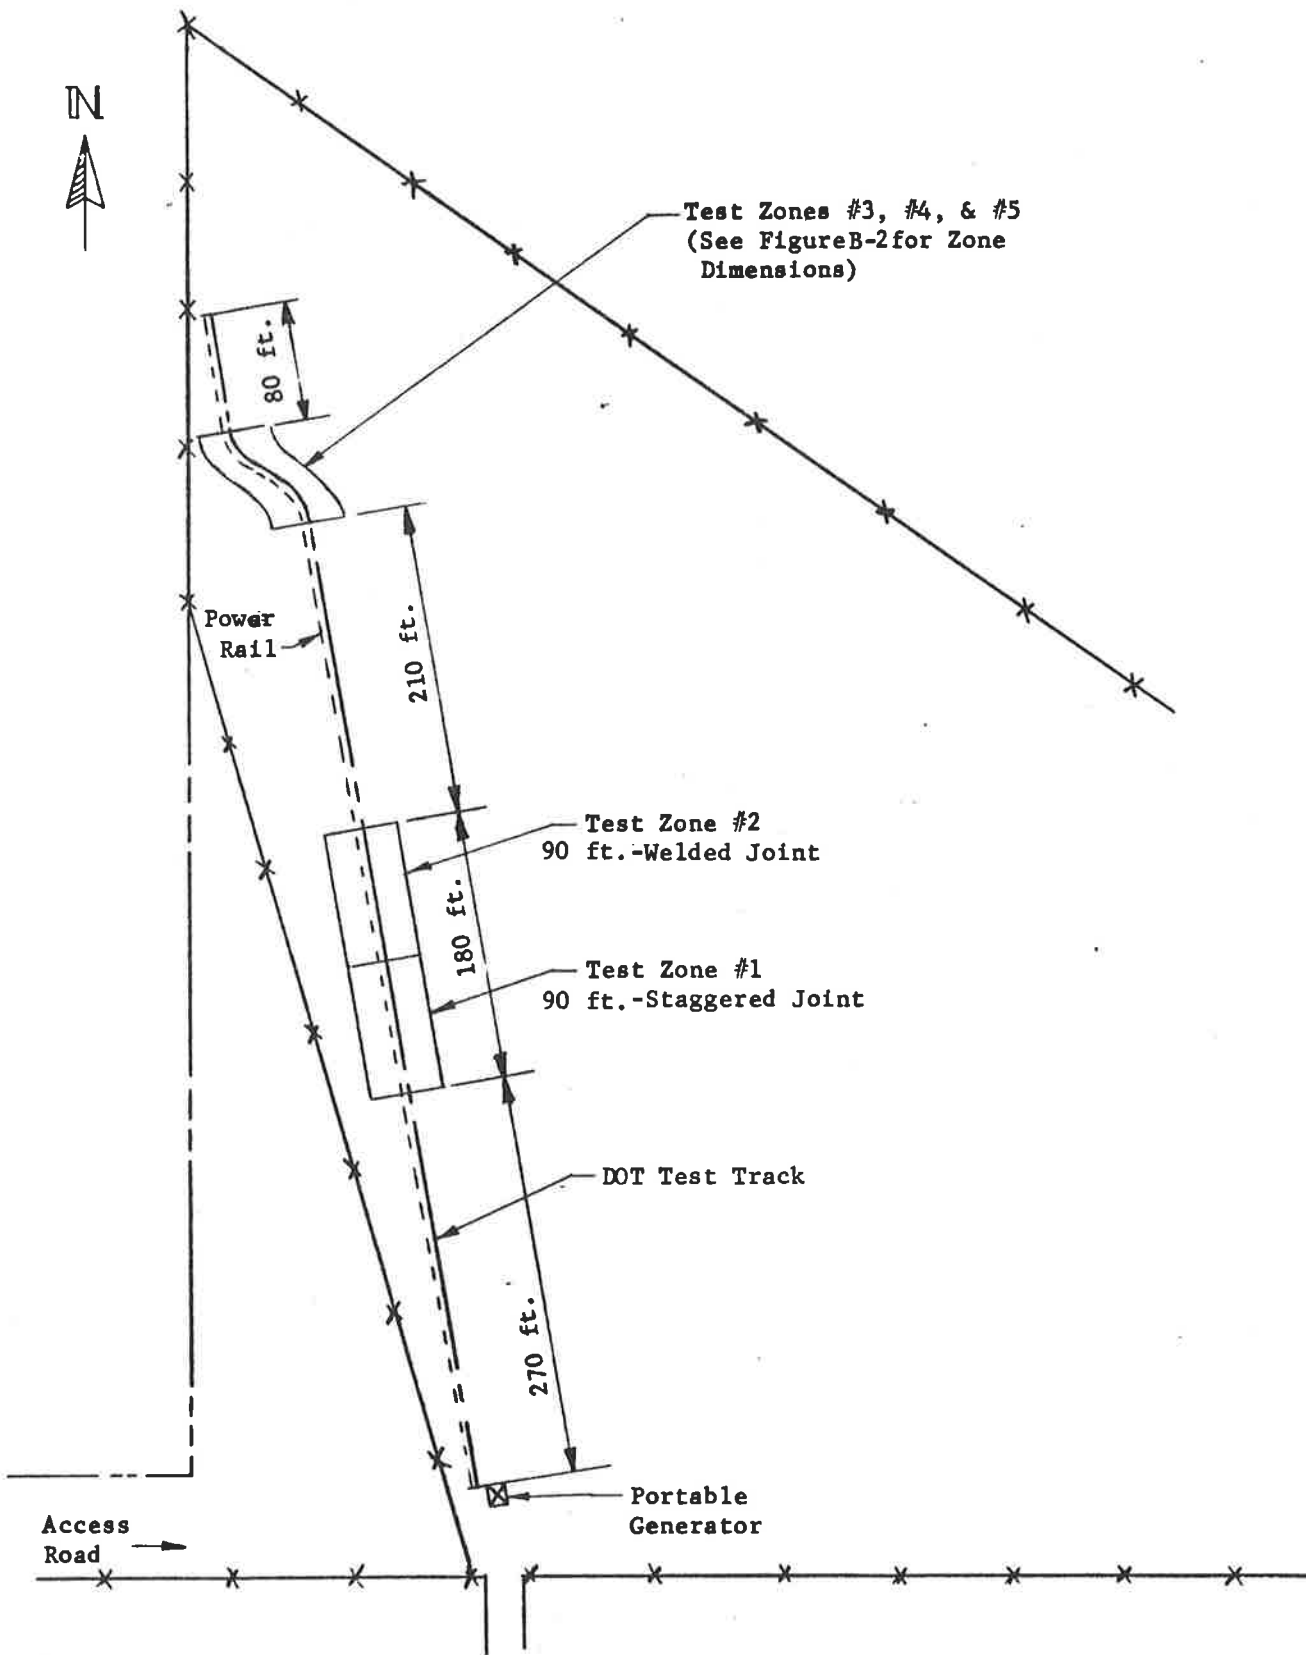 N
Test Zones #3, #4, & #5
(See FigureB-2for Zone
Dimensions)
80 ft.
Power
Rail
210 ft.
Test Zone #2
90 ft.-Welded Joint
180 ft.
Test Zone #1
90 ft.-Staggered Joint
DOT Test Track
270 ft.
Portable
Generator
Access
Road